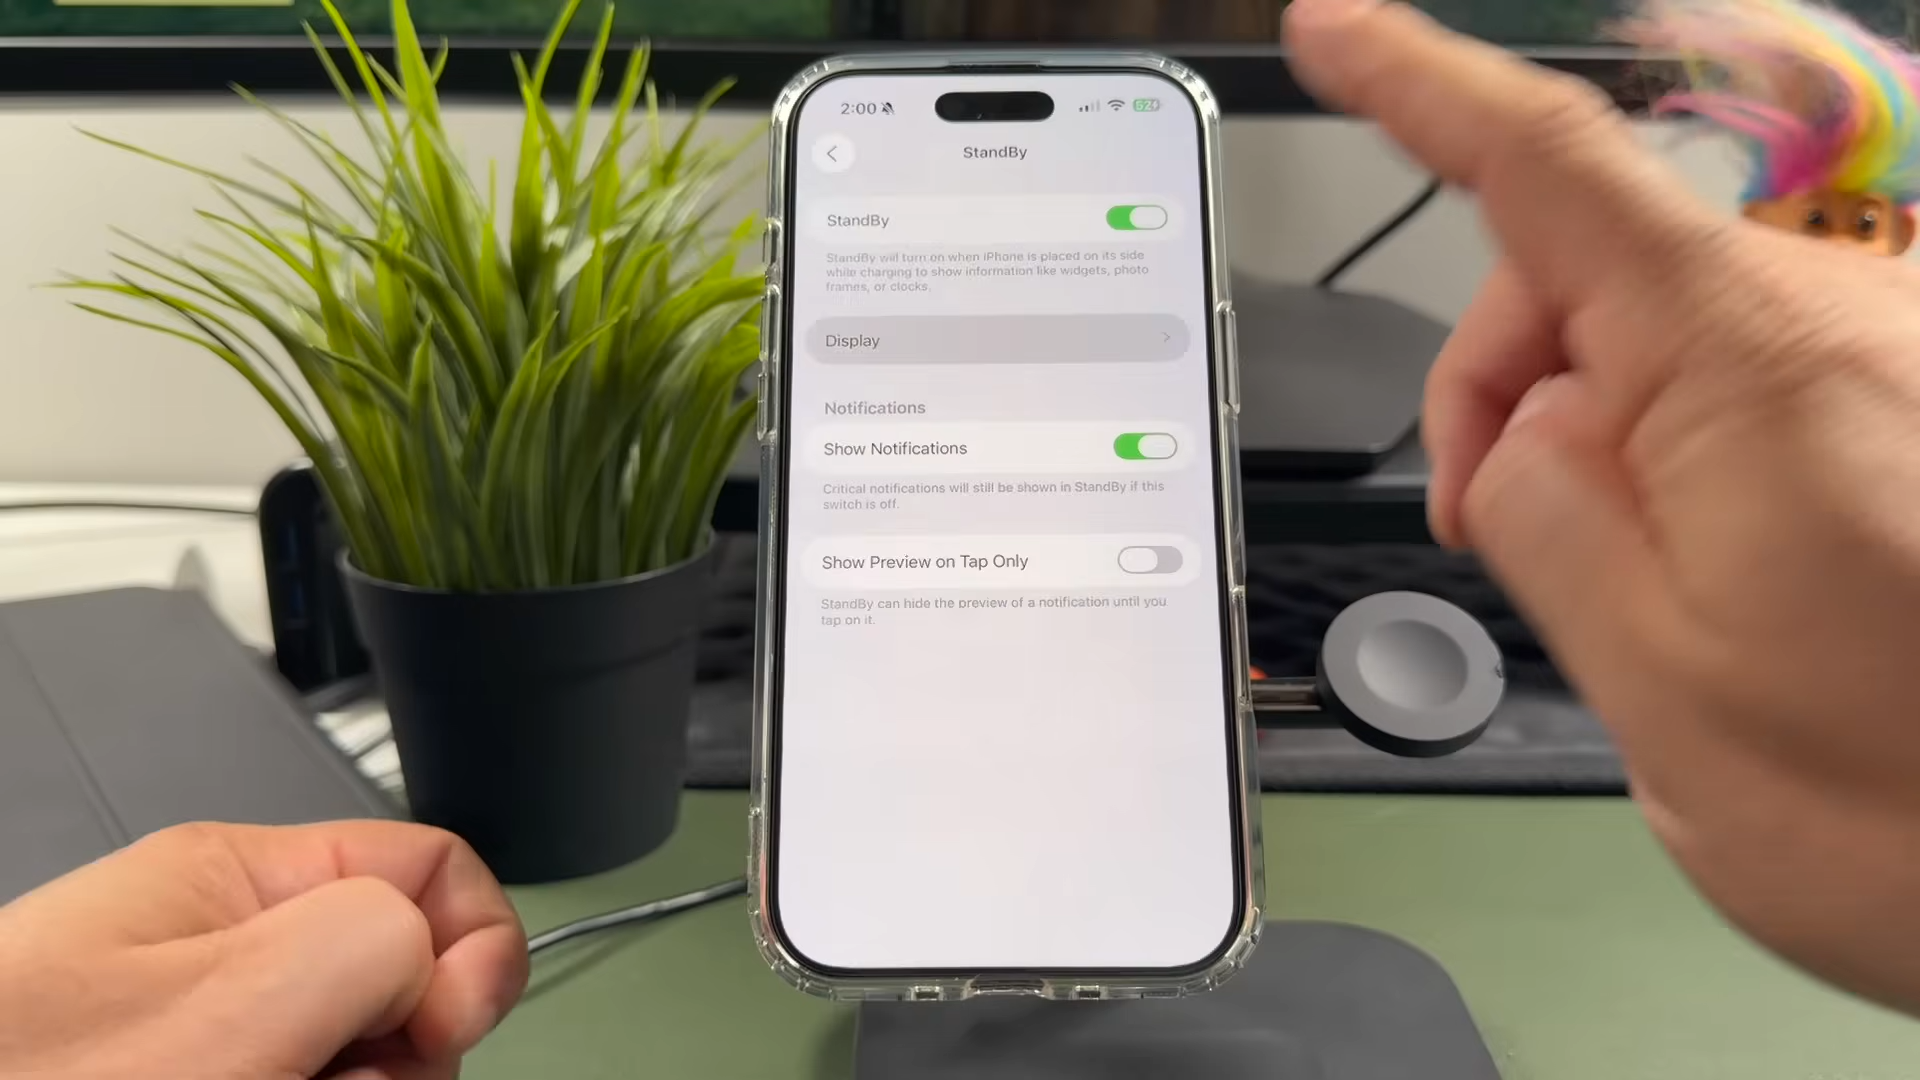 2:00
52
StandBy
StandBy
StandBy will turn on when iPhone is placed on its side
while charging to show information like widgets, photo
frames, or clocks.
Display
Notifications
Show Notifications
Critical notifications will still be shown in StandBy if this
switch is off.
Show Preview on Tap Only
StandBy can hide the preview of a notification until you
tap on it.